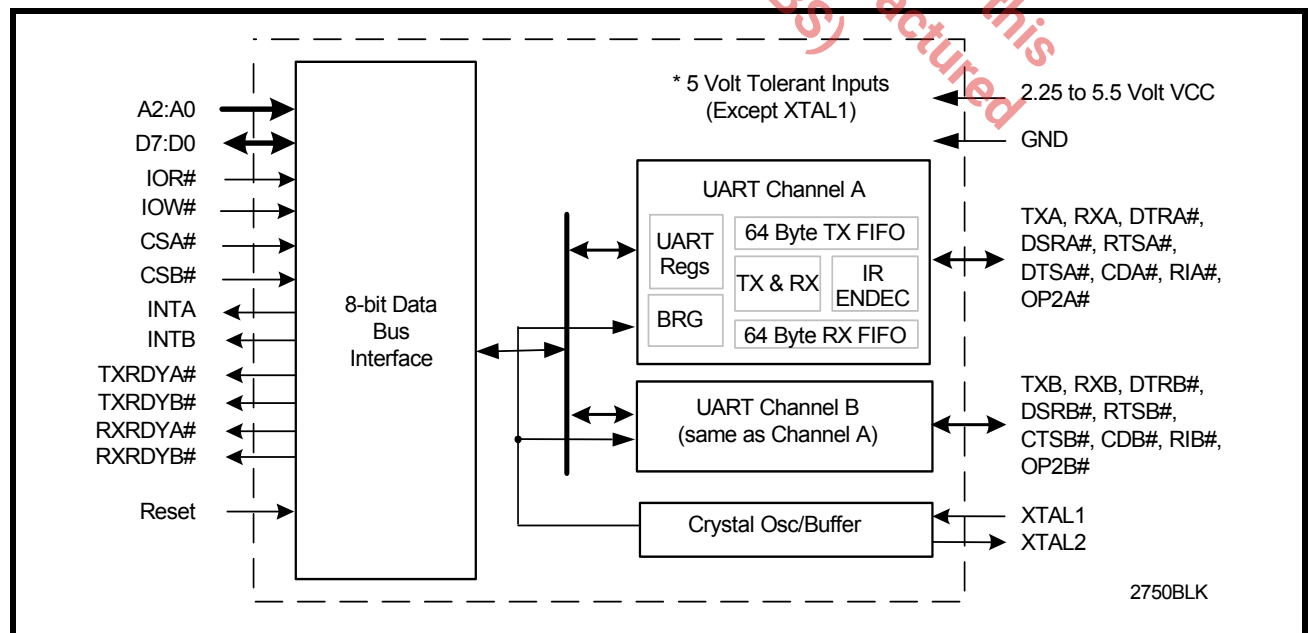 this
BS)
actured
* 5 Volt Tolerant Inputs
(Except XTAL1)
A2:A0
D7:D0
IOR#
IOW#
CSA#
CSB#
INTA
INTB
TXRDYA#
TXRDYB#
RXRDYA#
RXRDYB#
Reset
8-bit Data
Bus
Interface
UART Channel A
UART
Regs
64 Byte TX FIFO
TX & RX
IR
ENDEC
BRG
64 Byte RX FIFO
UART Channel B
(same as Channel A)
Crystal Osc/Buffer
2.25 to 5.5 Volt VCC
GND
TXA, RXA, DTRA#,
DSRA#, RTSA#,
DTSA#, CDA#, RIA#,
OP2A#
TXB, RXB, DTRB#,
DSRB#, RTSB#,
CTSB#, CDB#, RIB#,
OP2B#
XTAL1
XTAL2
2750BLK